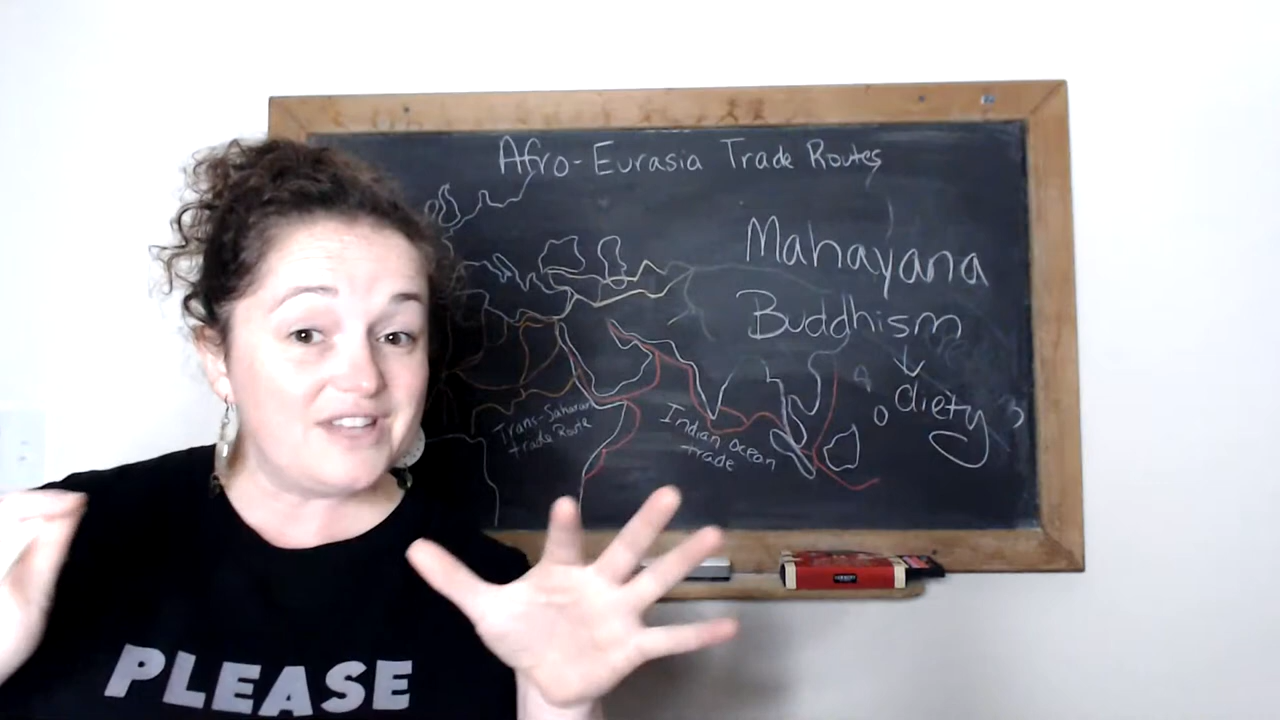 Afro-Eurasia Trade Routes
Mahayana
Buddhism
diety
Trans-Saharan
trade Route
Indian Ocean
trade
PLEASE